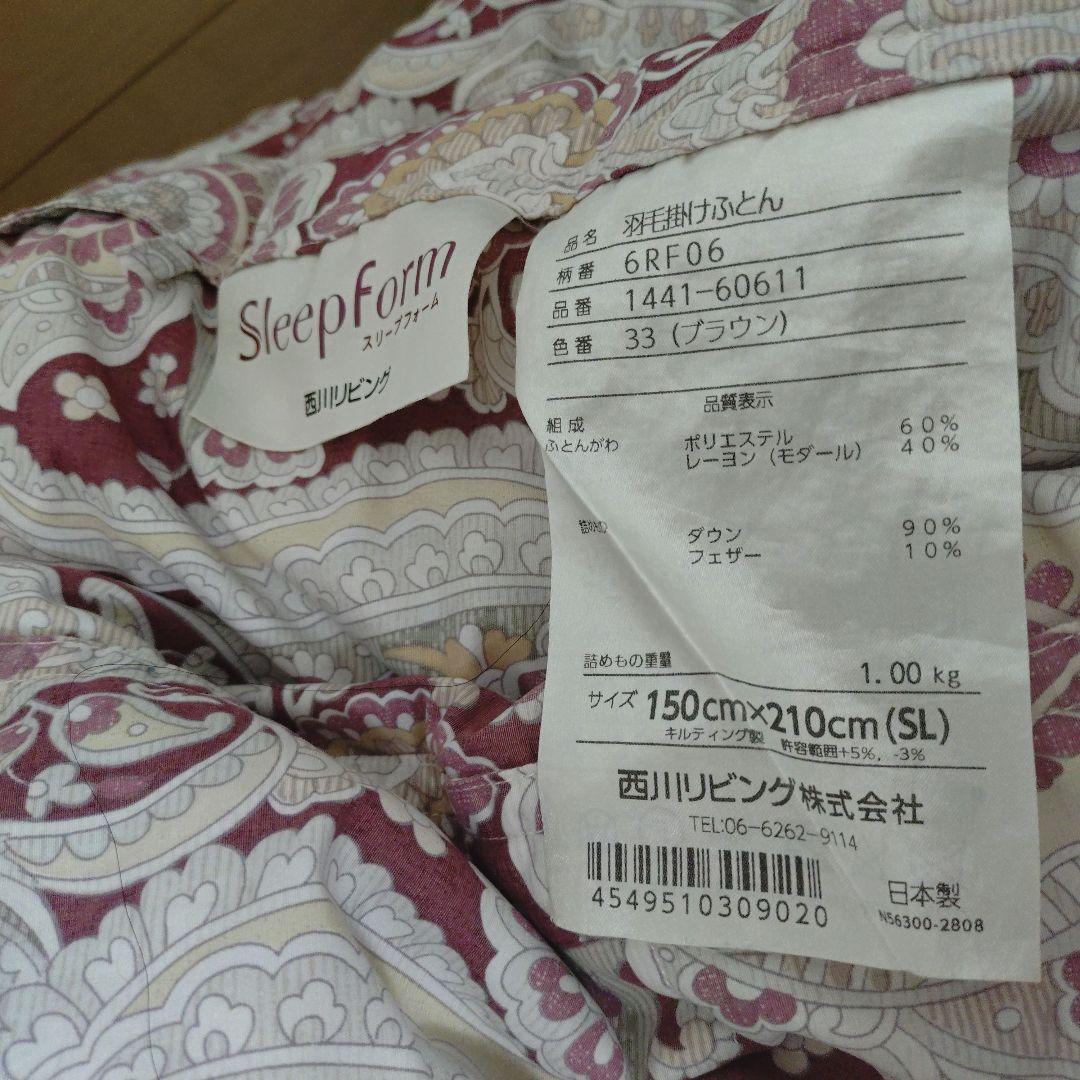 SleepForm
スリープフォーム
西川リビング
品名 羽毛掛けふとん
柄番 6RF06
品番 1441-60611
色番 33 (ブラウン)
品質表示
組成
ふとんがわ ポリエステル 60%
レーヨン (モダール) 40%
詰めもの ダウン 90%
フェザー 10%
詰めもの重量 1.00 kg
サイズ 150cm×210cm(SL)
キルティング製 許容範囲+5%, -3%
西川リビング株式会社
TEL:06-6262-9114
4549510309020
日本製
N56300-2808